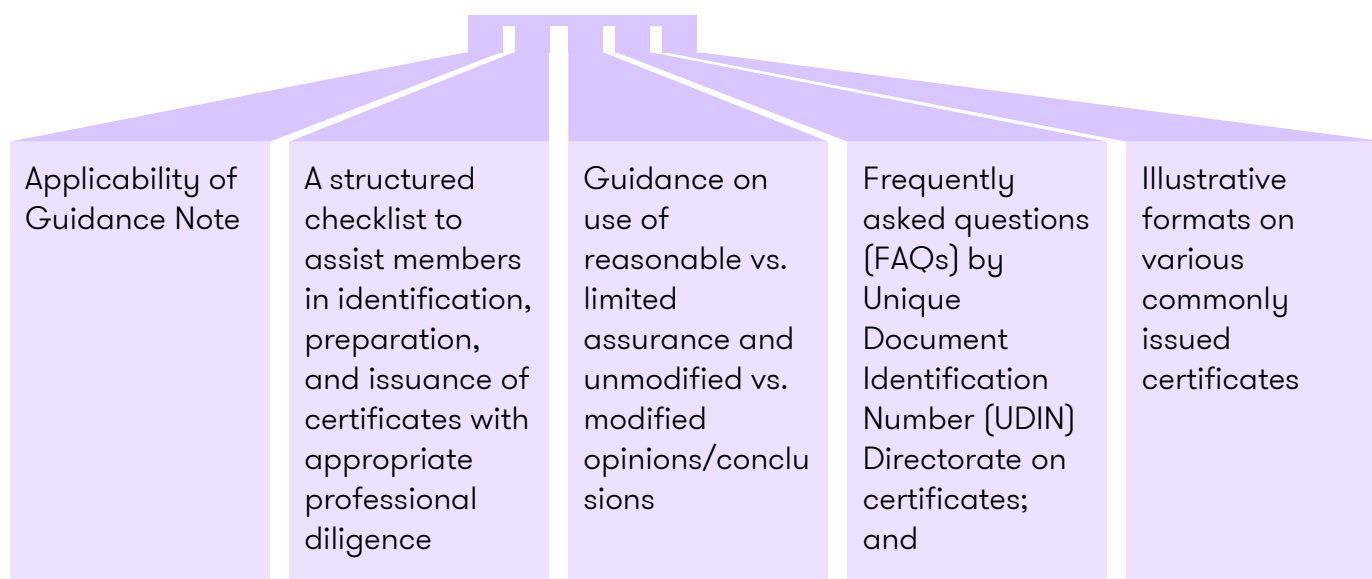 Applicability of
Guidance Note
A structured
checklist to
assist members
in identification,
preparation,
and issuance of
certificates with
appropriate
professional
diligence
Guidance on
use of
reasonable vs.
limited
assurance and
unmodified vs.
modified
opinions/conclu
sions
Frequently
asked questions
(FAQs) by
Unique
Document
Identification
Number (UDIN)
Directorate on
certificates;
and
Illustrative
formats on
various
commonly
issued
certificates